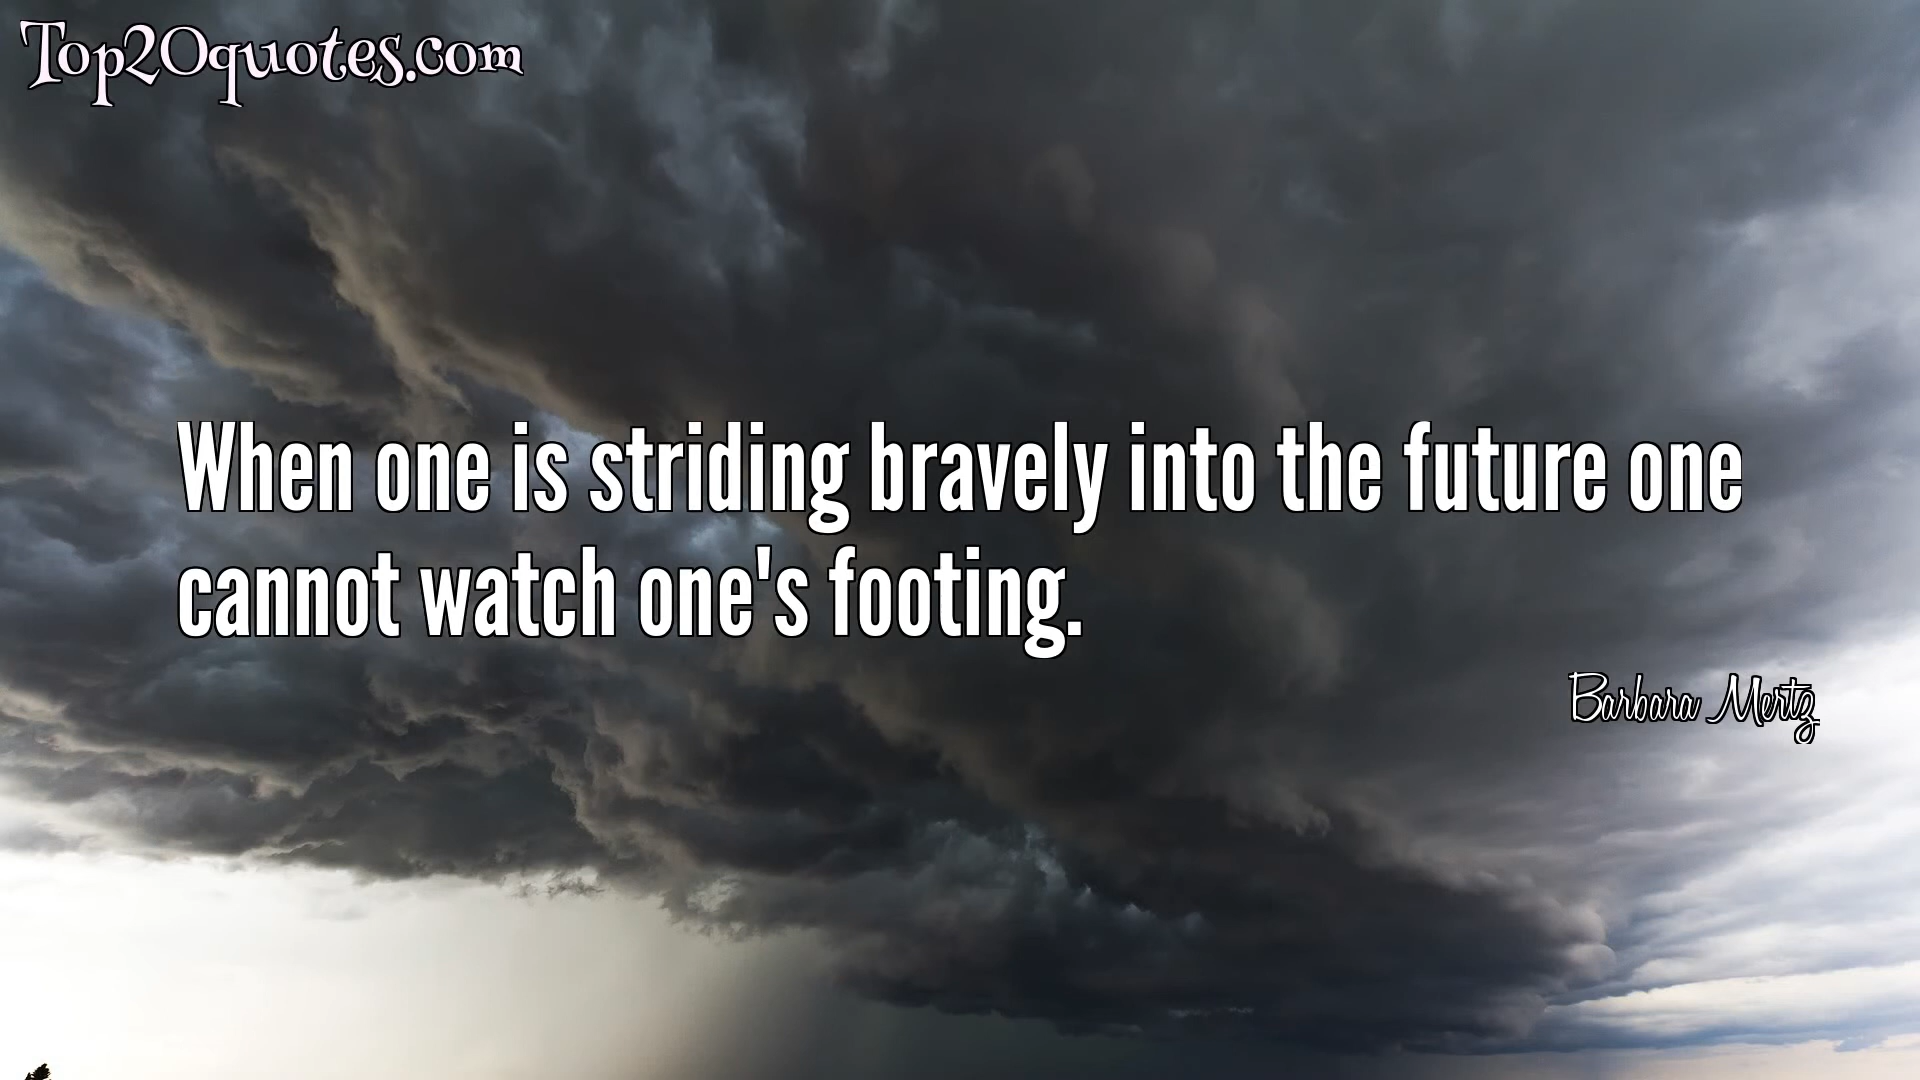 Top20quotes.com
When one is striding bravely into the future one
cannot watch one's footing.
Barbara Mertz